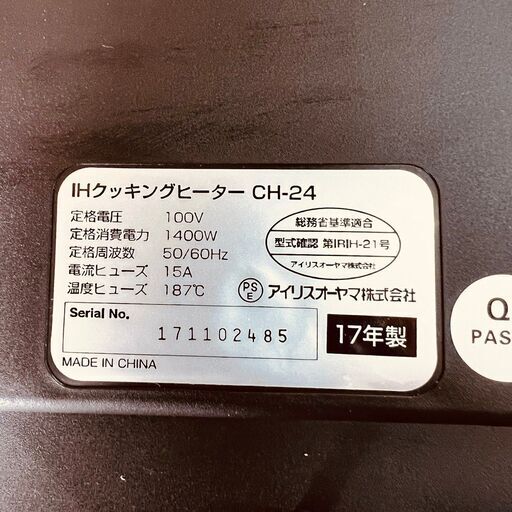 IHクッキングヒーター CH-24
定格電圧 100V
定格消費電力 1400W
定格周波数 50/60Hz
電流ヒューズ 15A
温度ヒューズ 187℃
総務省基準適合
型式確認 第IRIH-21号
アイリスオーヤマ株式会社
PS
E
アイリスオーヤマ株式会社
Serial No.
171102485
17年製
MADE IN CHINA
Q
PAS